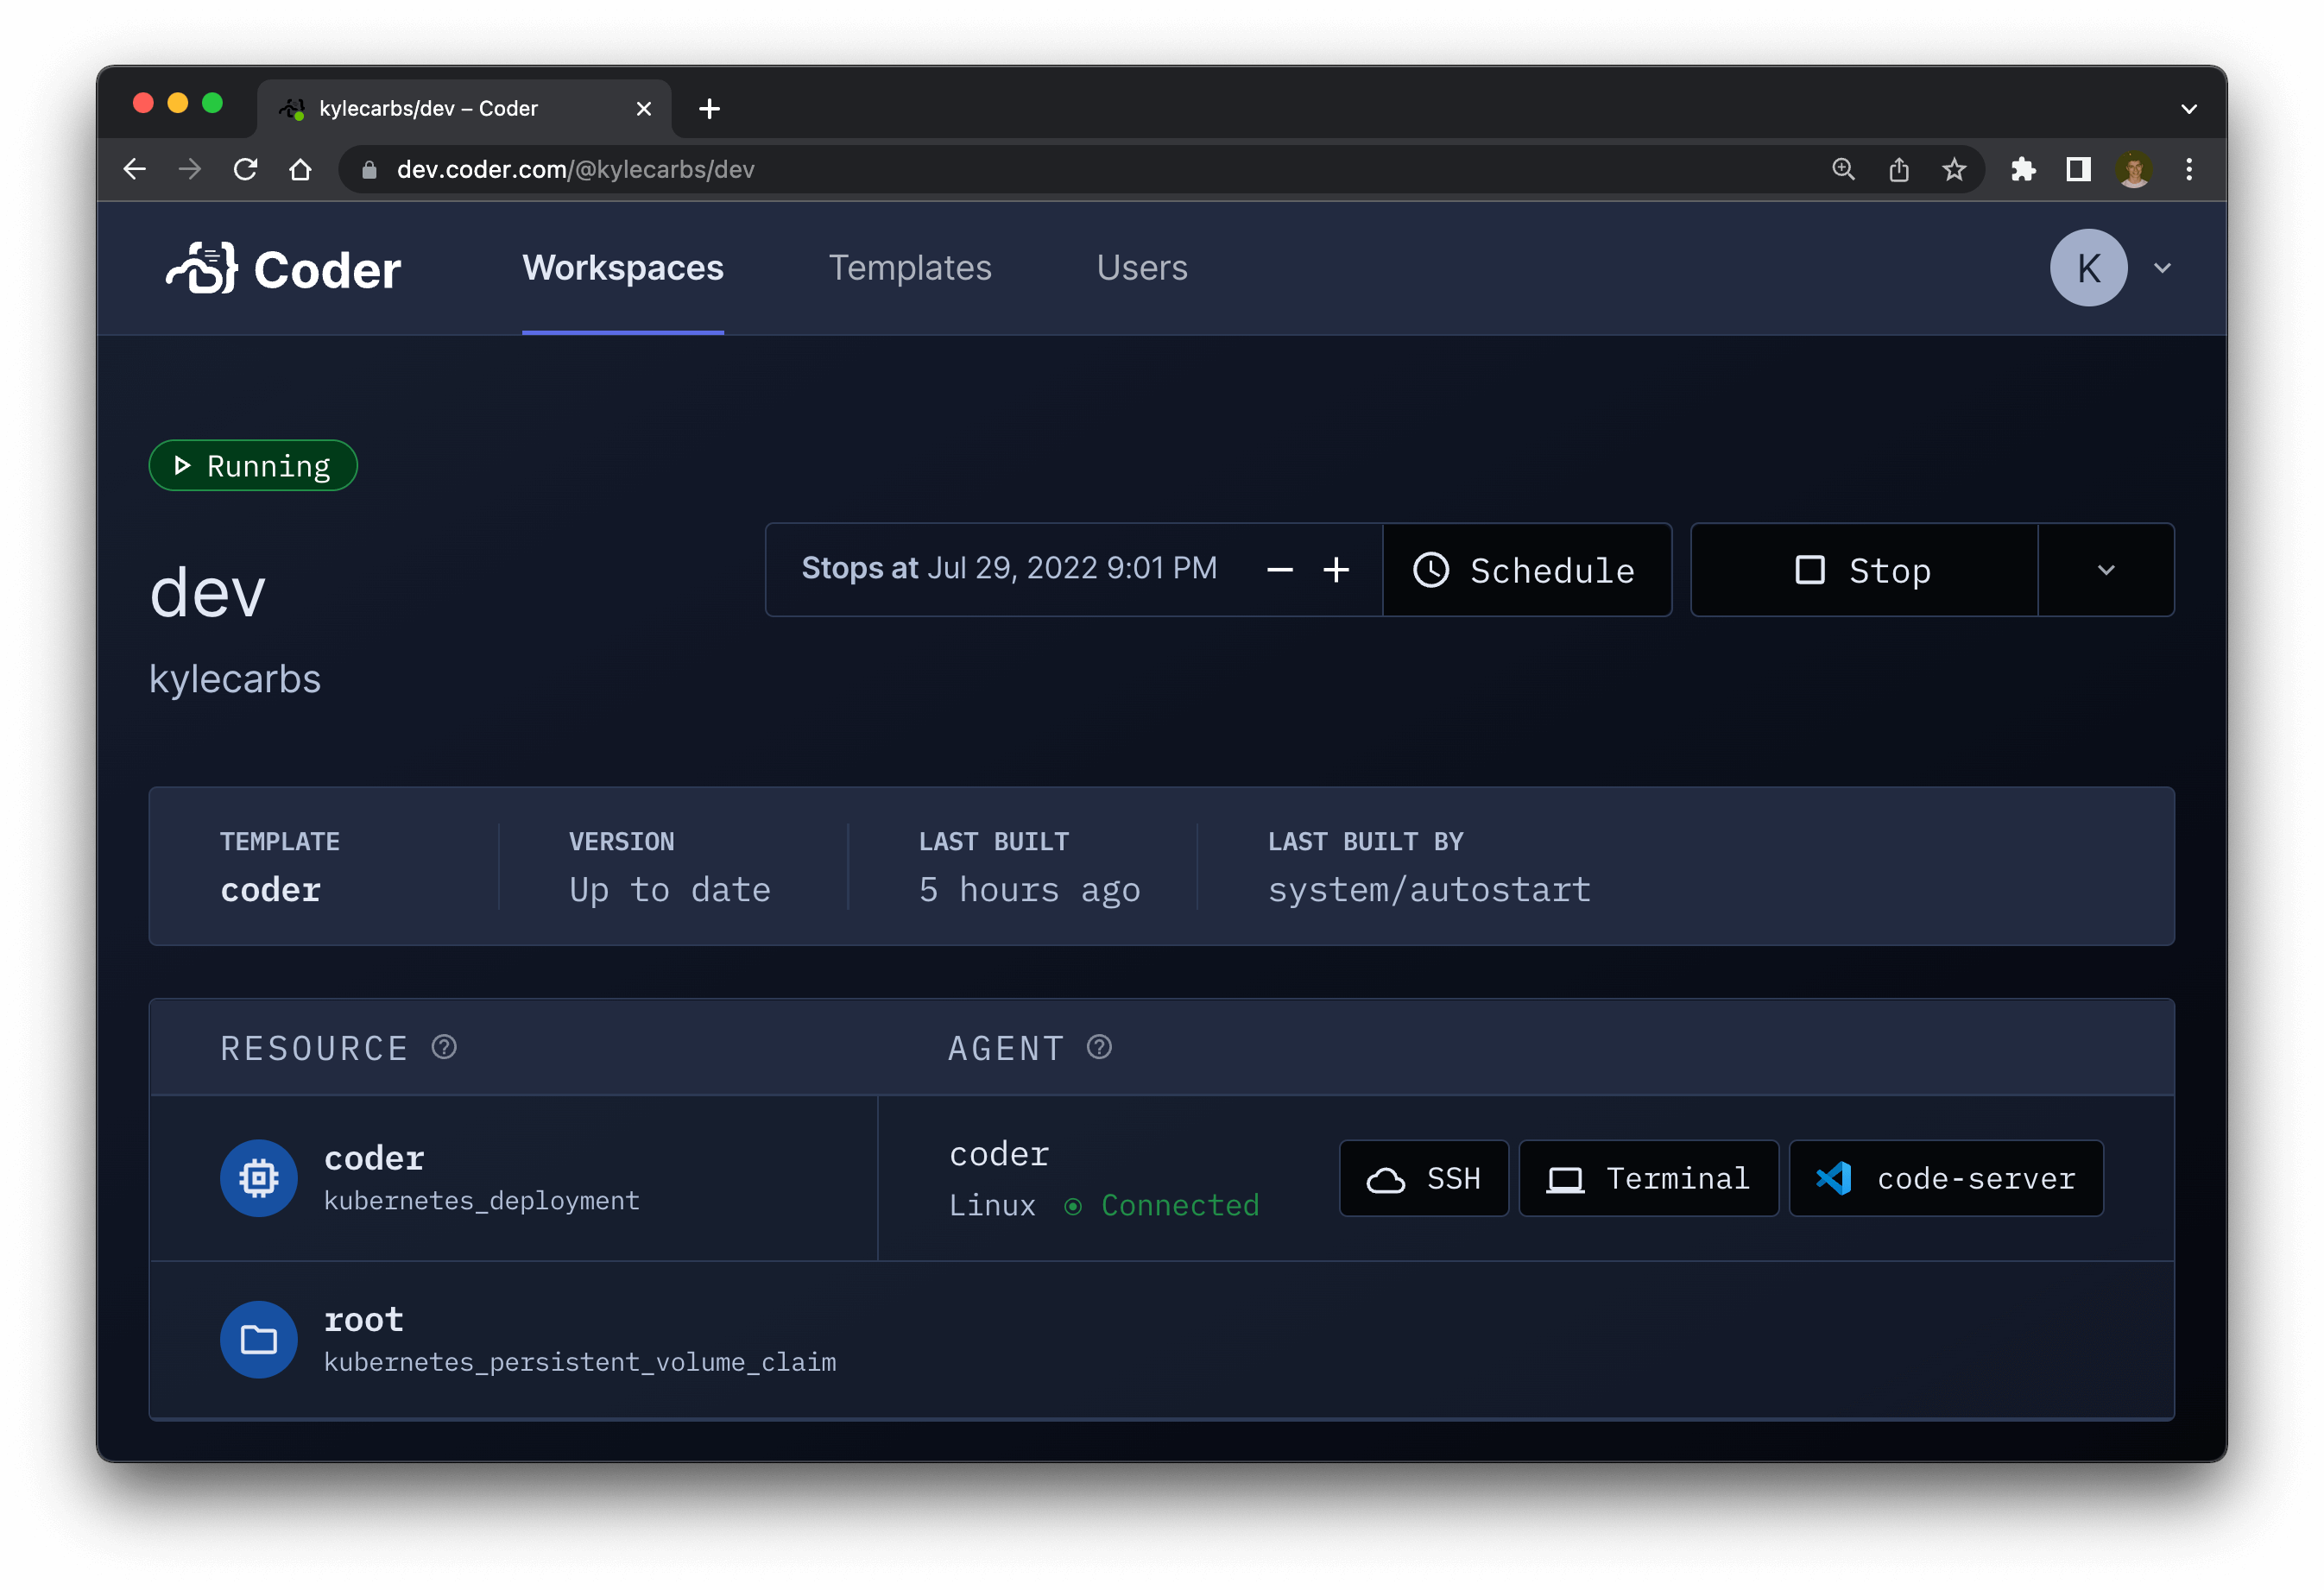 kylecarbs/dev – Coder
dev.coder.com/@kylecarbs/dev
Coder Workspaces Templates Users K
Running
dev
Stops at Jul 29, 2022 9:01 PM Schedule Stop
kylecarbs
TEMPLATE VERSION LAST BUILT LAST BUILT BY
coder Up to date 5 hours ago system/autostart
RESOURCE AGENT
coder
kubernetes_deployment
coder
Linux Connected
SSH Terminal code-server
root
kubernetes_persistent_volume_claim